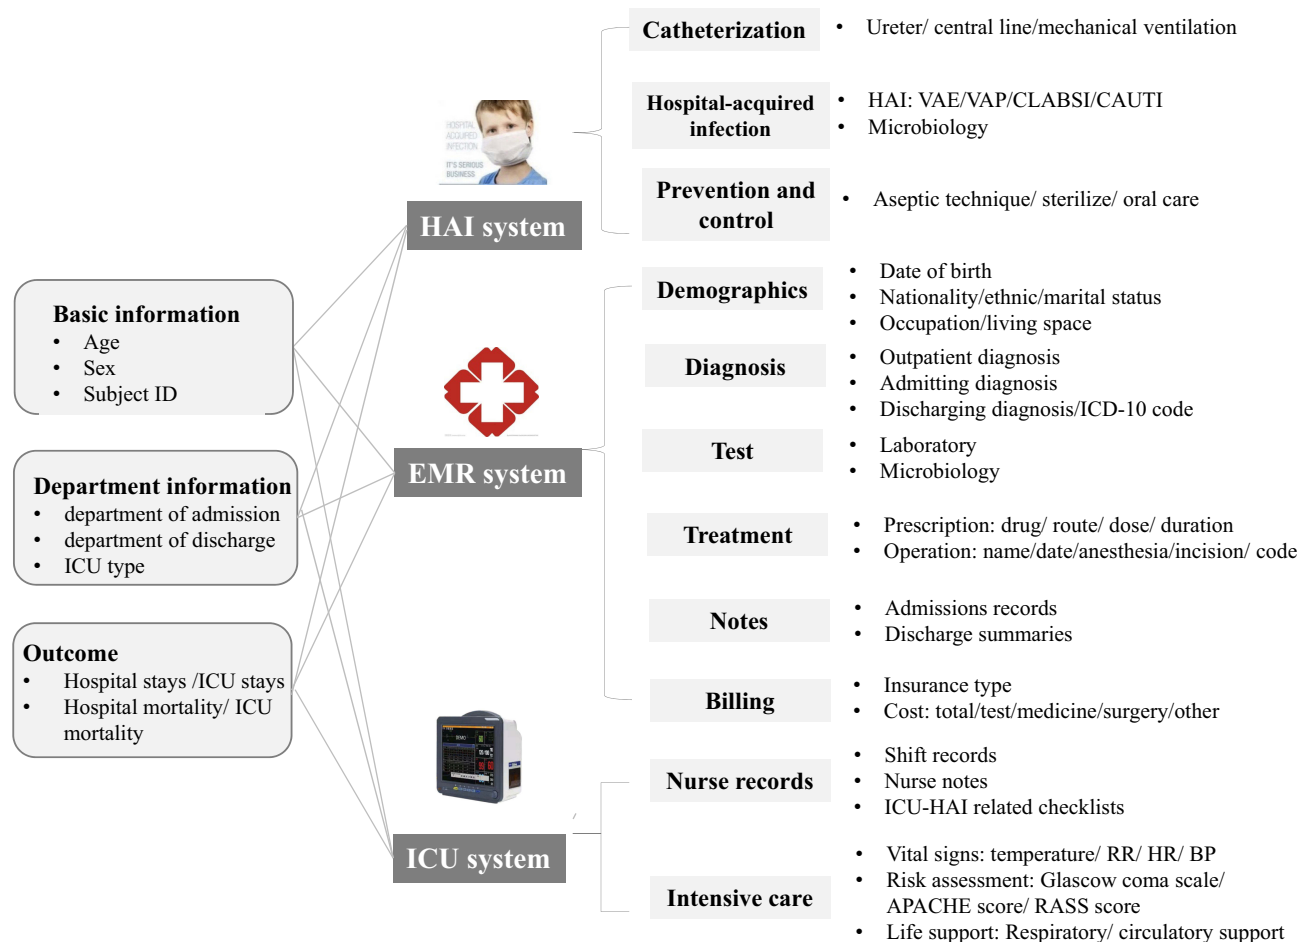 Basic information
• Age
• Sex
• Subject ID
Department information
• department of admission
• department of discharge
• ICU type
Outcome
• Hospital stays /ICU stays
• Hospital mortality/ ICU
mortality
HOSPITAL
ACQUIRED
INFECTION
IT'S SERIOUS
BUSINESS
HAI system
EMR system
ICU system
Catheterization
• Ureter/ central line/mechanical ventilation
Hospital-acquired
infection
• HAI: VAE/VAP/CLABSI/CAUTI
• Microbiology
Prevention and
control
• Aseptic technique/ sterilize/ oral care
Demographics
• Date of birth
• Nationality/ethnic/marital status
• Occupation/living space
Diagnosis
• Outpatient diagnosis
• Admitting diagnosis
• Discharging diagnosis/ICD-10 code
Test
• Laboratory
• Microbiology
Treatment
• Prescription: drug/ route/ dose/ duration
• Operation: name/date/anesthesia/incision/ code
Notes
• Admissions records
• Discharge summaries
Billing
• Insurance type
• Cost: total/test/medicine/surgery/other
Nurse records
• Shift records
• Nurse notes
• ICU-HAI related checklists
Intensive care
• Vital signs: temperature/ RR/ HR/ BP
• Risk assessment: Glascow coma scale/
APACHE score/ RASS score
• Life support: Respiratory/ circulatory support